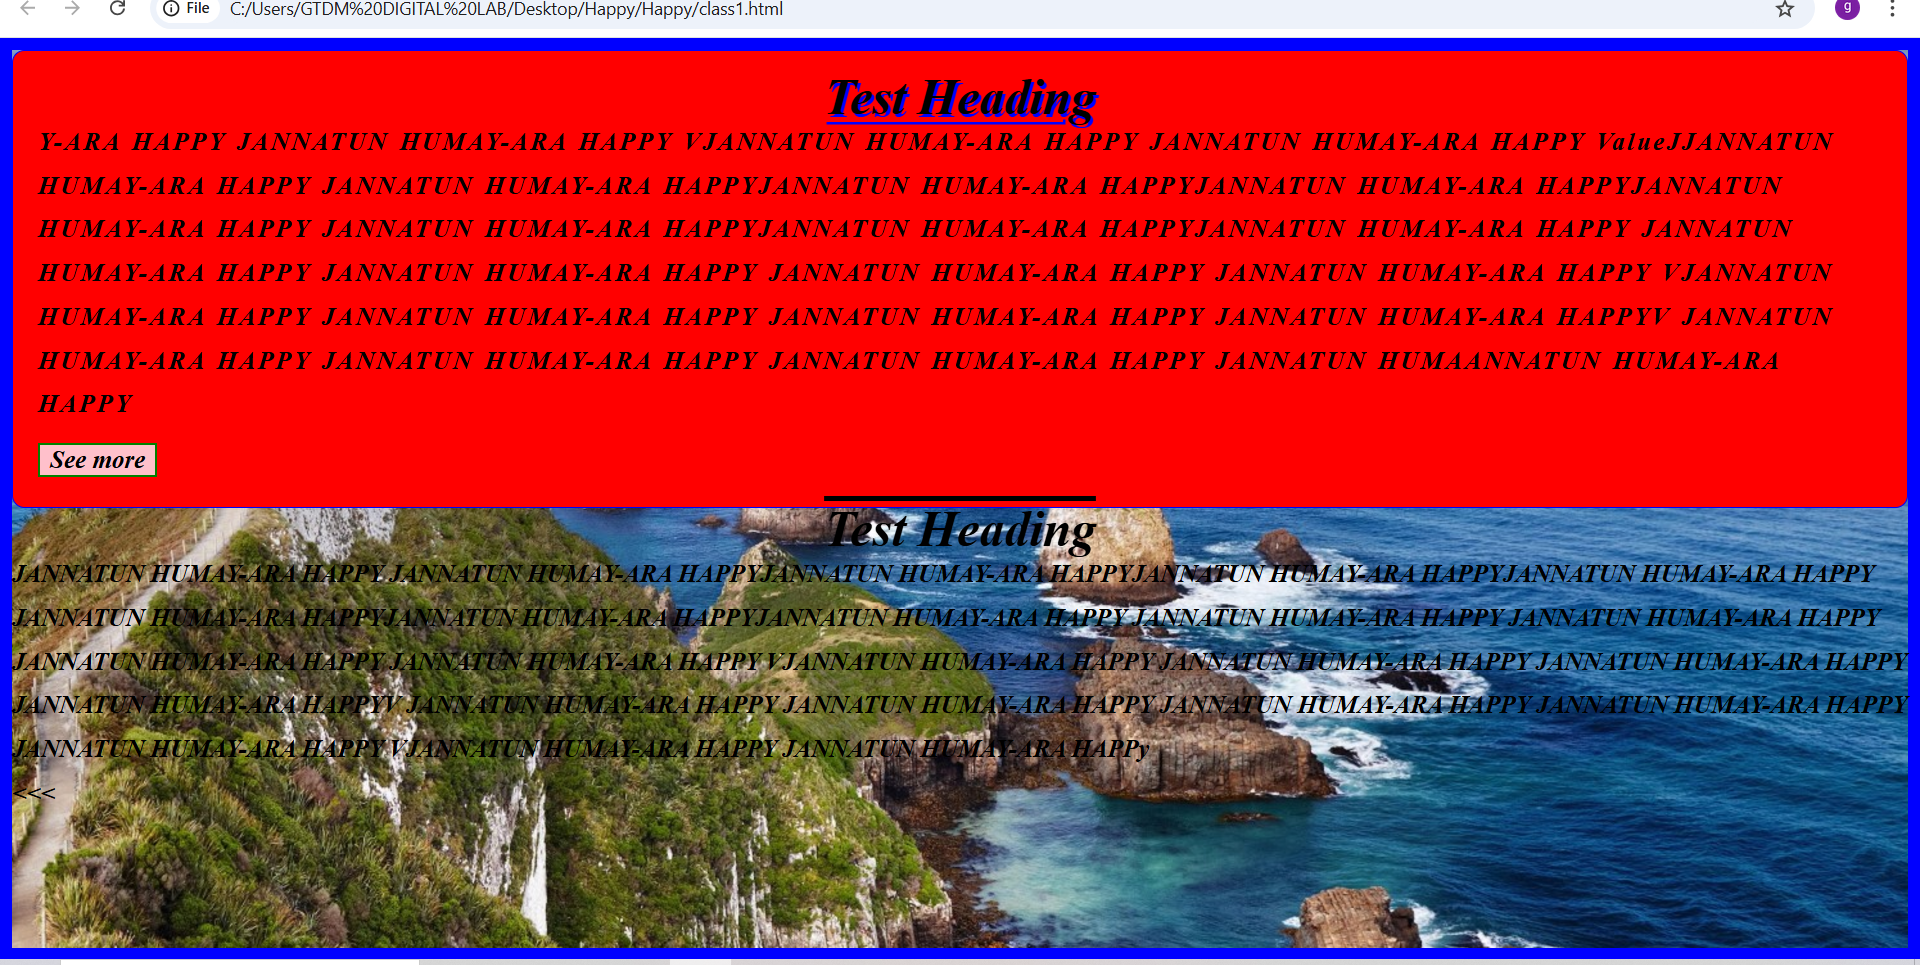 File C:/Users/GTDM%20DIGITAL%20LAB/Desktop/Happy/Happy/class1.html
g
Test Heading
Y-ARA HAPPY JANNATUN HUMAY-ARA HAPPY VJANNATUN HUMAY-ARA HAPPY JANNATUN HUMAY-ARA HAPPY ValueJJANNATUN
HUMAY-ARA HAPPY JANNATUN HUMAY-ARA HAPPYJANNATUN HUMAY-ARA HAPPYJANNATUN HUMAY-ARA HAPPYJANNATUN
HUMAY-ARA HAPPY JANNATUN HUMAY-ARA HAPPYJANNATUN HUMAY-ARA HAPPYJANNATUN HUMAY-ARA HAPPY JANNATUN
HUMAY-ARA HAPPY JANNATUN HUMAY-ARA HAPPY JANNATUN HUMAY-ARA HAPPY JANNATUN HUMAY-ARA HAPPY VJANNATUN
HUMAY-ARA HAPPY JANNATUN HUMAY-ARA HAPPY JANNATUN HUMAY-ARA HAPPY JANNATUN HUMAY-ARA HAPPYV JANNATUN
HUMAY-ARA HAPPY JANNATUN HUMAY-ARA HAPPY JANNATUN HUMAY-ARA HAPPY JANNATUN HUMAANNATUN HUMAY-ARA
HAPPY
See more
Test Heading
JANNATUN HUMAY-ARA HAPPY JANNATUN HUMAY-ARA HAPPYJANNATUN HUMAY-ARA HAPPYJANNATUN HUMAY-ARA HAPPYJANNATUN HUMAY-ARA HAPPY
JANNATUN HUMAY-ARA HAPPYJANNATUN HUMAY-ARA HAPPYJANNATUN HUMAY-ARA HAPPY JANNATUN HUMAY-ARA HAPPY JANNATUN HUMAY-ARA HAPPY
JANNATUN HUMAY-ARA HAPPY JANNATUN HUMAY-ARA HAPPY VJANNATUN HUMAY-ARA HAPPY JANNATUN HUMAY-ARA HAPPY JANNATUN HUMAY-ARA HAPPY
JANNATUN HUMAY-ARA HAPPYV JANNATUN HUMAY-ARA HAPPY JANNATUN HUMAY-ARA HAPPY JANNATUN HUMAY-ARA HAPPY JANNATUN HUMAY-ARA HAPPY
JANNATUN HUMAY-ARA HAPPY VJANNATUN HUMAY-ARA HAPPY JANNATUN HUMAY-ARA HAPPy
<<<